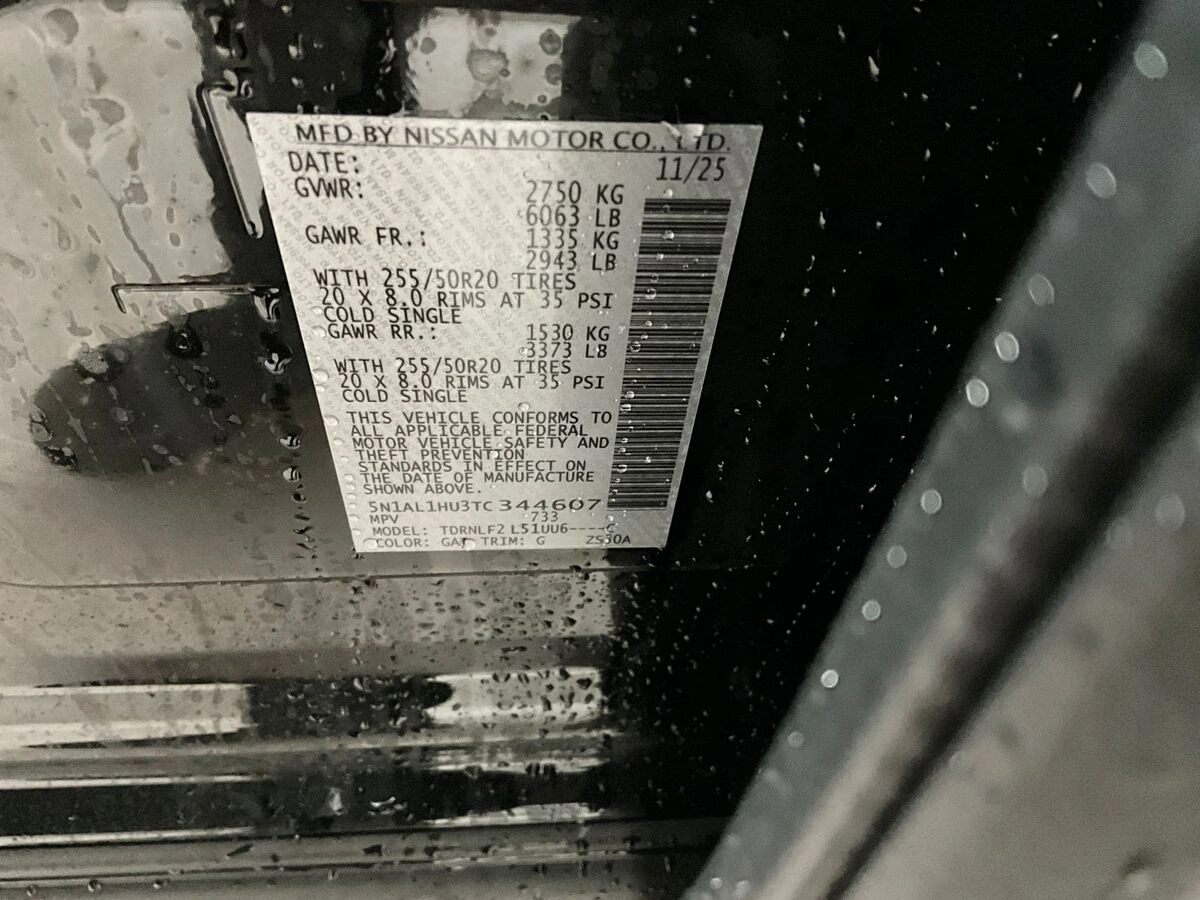 MFD BY NISSAN MOTOR CO., LTD.
DATE: 11/25
GVWR: 2750 KG
6063 LB
GAWR FR.: 1335 KG
2943 LB
WITH 255/50R20 TIRES
20 X 8.0 RIMS AT 35 PSI
COLD SINGLE
GAWR RR.: 1530 KG
3373 LB
WITH 255/50R20 TIRES
20 X 8.0 RIMS AT 35 PSI
COLD SINGLE
THIS VEHICLE CONFORMS TO
ALL APPLICABLE FEDERAL
MOTOR VEHICLE SAFETY AND
THEFT PREVENTION
STANDARDS IN EFFECT ON
THE DATE OF MANUFACTURE
SHOWN ABOVE.
5N1AL1HU3TC344607
MPV 733
MODEL: TDRNLF2 L51UU6----C
COLOR: TRIM: G